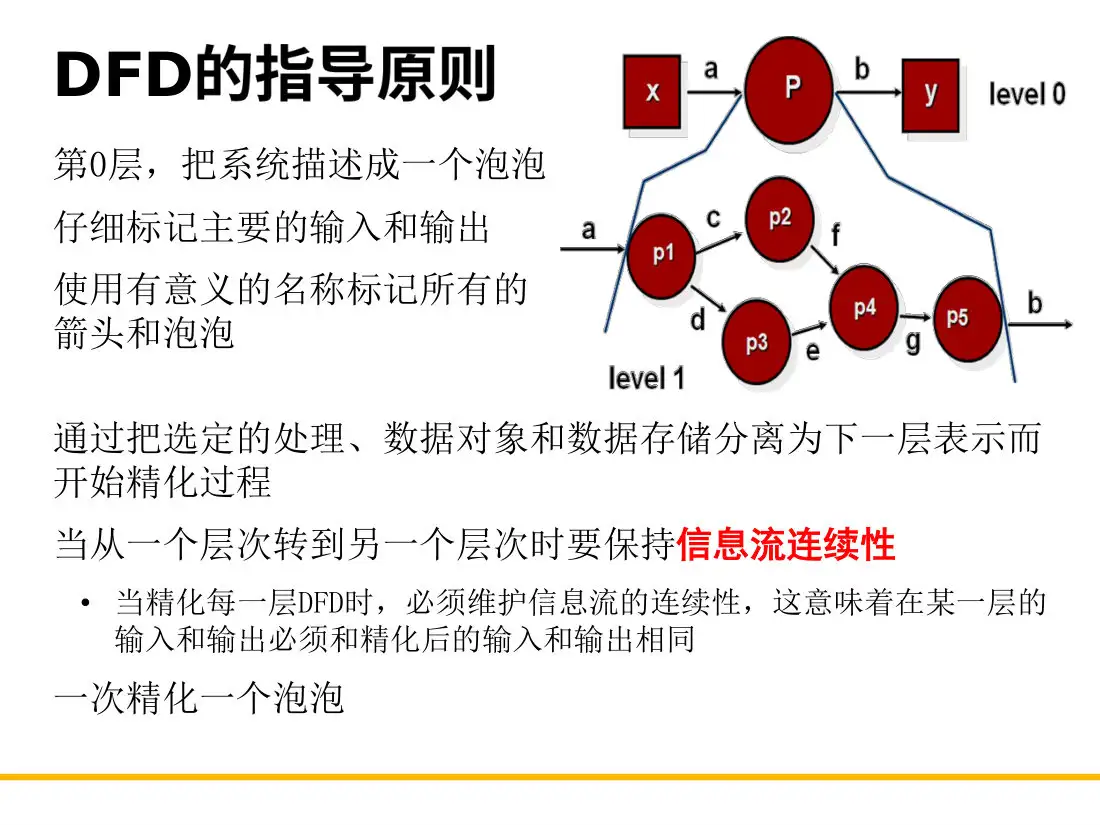 DFD的指导原则
第0层，把系统描述成一个泡泡
仔细标记主要的输入和输出
使用有意义的名称标记所有的
箭头和泡泡
x
a
P
b
y
level 0
a
p1
c
p2
f
d
p3
e
p4
g
p5
b
level 1
通过把选定的处理、数据对象和数据存储分离为下一层表示而
开始精化过程
当从一个层次转到另一个层次时要保持信息流连续性
• 当精化每一层DFD时，必须维护信息流的连续性，这意味着在某一层的
输入和输出必须和精化后的输入和输出相同
一次精化一个泡泡